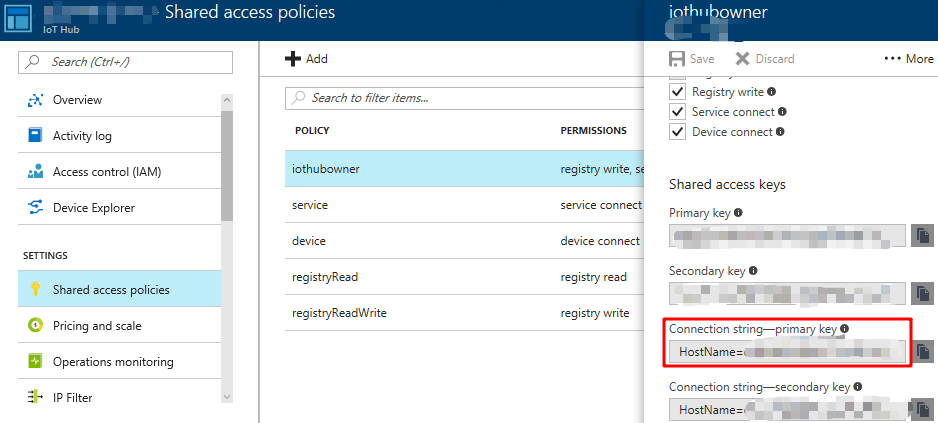 Shared access policies
IoT Hub
Search (Ctrl+/)
Overview
Activity log
Access control (IAM)
Device Explorer
SETTINGS
Shared access policies
Pricing and scale
Operations monitoring
IP Filter
Add
Search to filter items...
POLICY PERMISSIONS
iothubowner registry write, se
service service connect
device device connect
registryRead registry read
registryReadWrite registry write
iothubowner
Save Discard More
Registry write
Service connect
Device connect
Shared access keys
Primary key
Secondary key
Connection string—primary key
HostName=
Connection string—secondary key
HostName=